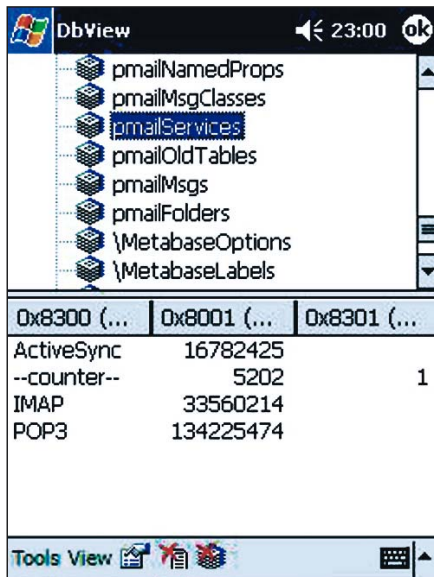 DbView 23:00 ok
pmailNamedProps
pmailMsgClasses
pmailServices
pmailOldTables
pmailMsgs
pmailFolders
\MetabaseOptions
\MetabaseLabels
0x8300 (... 0x8001 (... 0x8301 (...
ActiveSync 16782425
--counter-- 5202 1
IMAP 33560214
POP3 134225474
Tools View